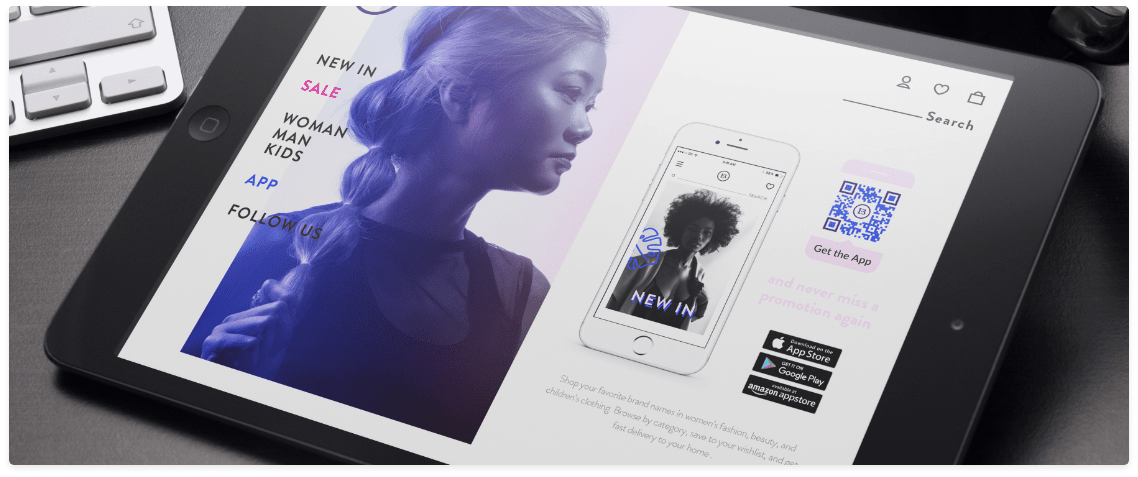 NEW IN
SALE
WOMAN
MAN
KIDS
APP
FOLLOW US
Search
SEARCH
NEW IN
Get the App
and never miss a
promotion again
Download on the
App Store
GET IT ON
Google Play
available at
amazon appstore
Shop your favorite brand names in women's fashion, beauty, and
children's clothing. Browse by category, save to your wishlist, and get
fast delivery to your home.